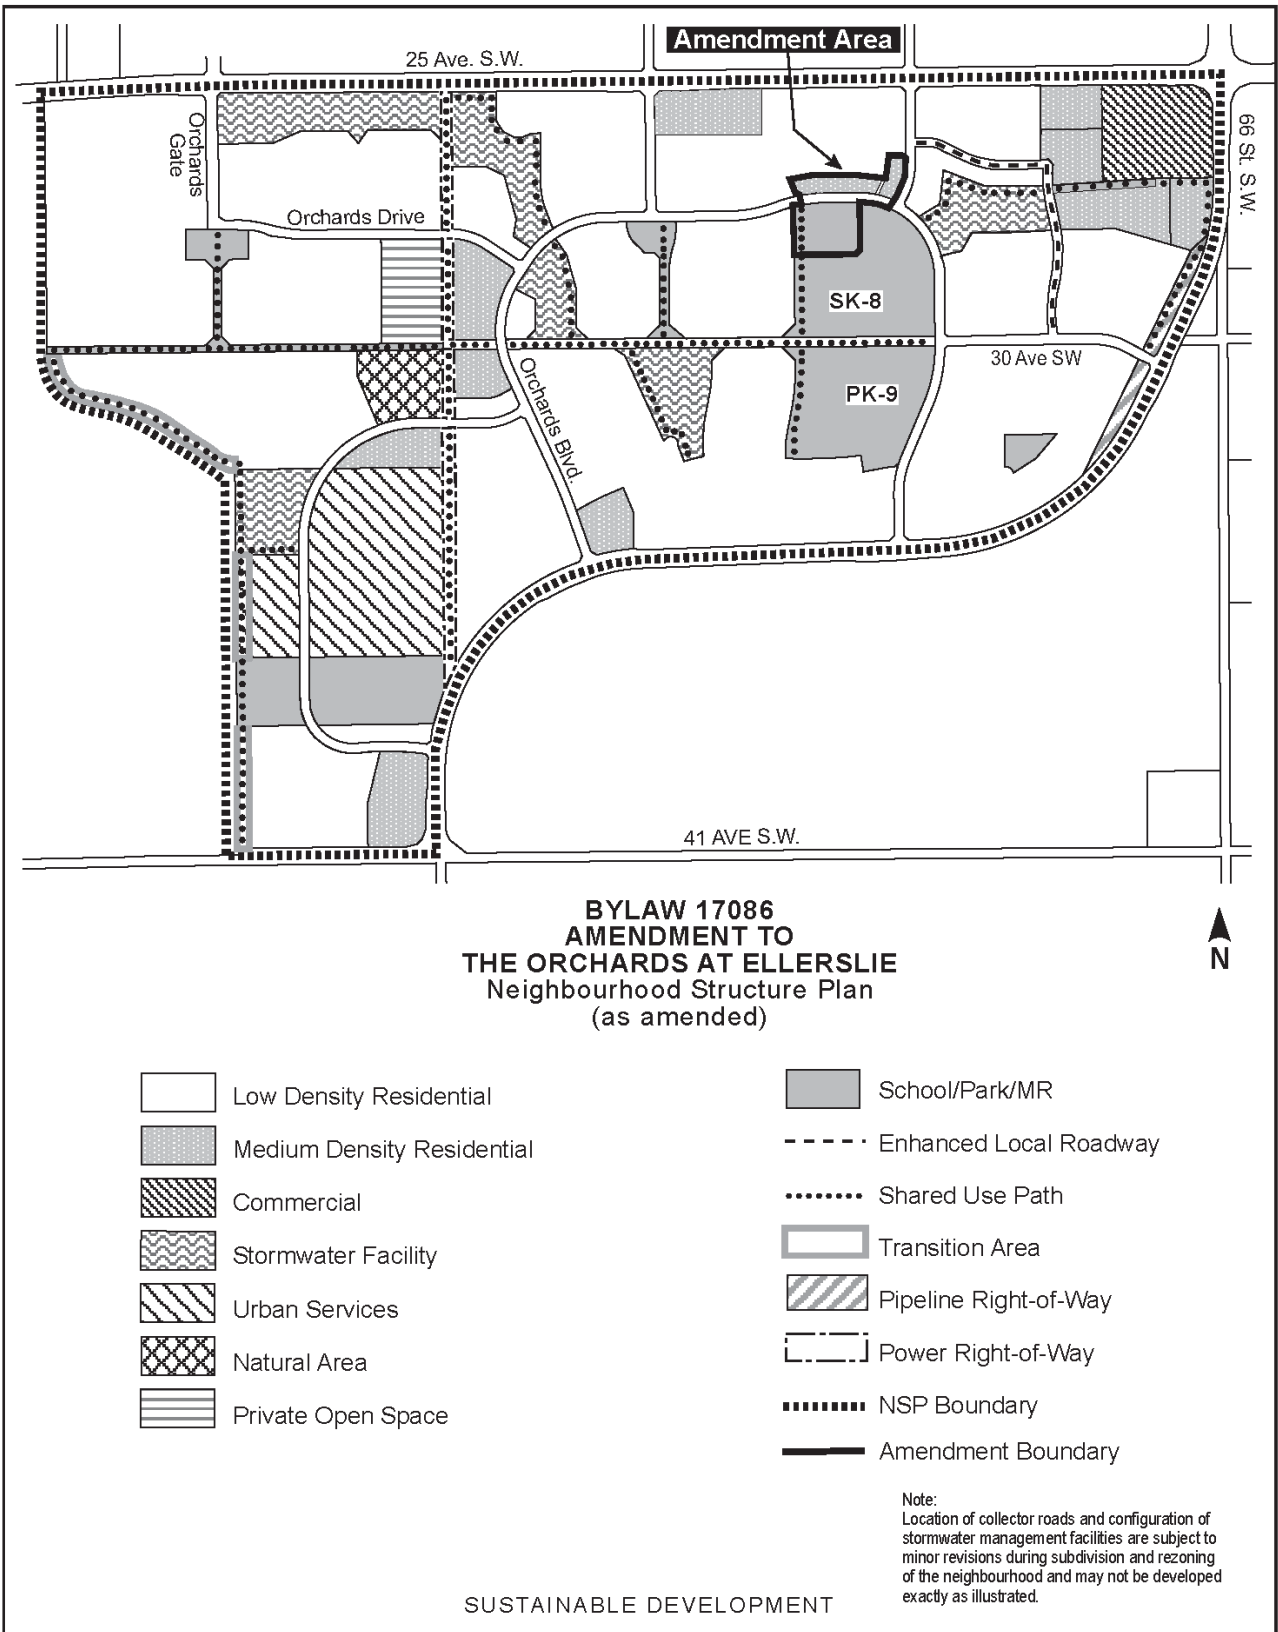 Amendment Area
25 Ave. S.W.
Orchards
Gate
66 St. S.W.
Orchards Drive
SK-8
30 Ave SW
Orchards Blvd.
PK-9
41 AVE S.W.
BYLAW 17086
AMENDMENT TO
THE ORCHARDS AT ELLERSLIE
Neighbourhood Structure Plan
(as amended)
N
Low Density Residential
Medium Density Residential
Commercial
Stormwater Facility
Urban Services
Natural Area
Private Open Space
School/Park/MR
Enhanced Local Roadway
Shared Use Path
Transition Area
Pipeline Right-of-Way
Power Right-of-Way
NSP Boundary
Amendment Boundary
Note:
Location of collector roads and configuration of
stormwater management facilities are subject to
minor revisions during subdivision and rezoning
of the neighbourhood and may not be developed
exactly as illustrated.
SUSTAINABLE DEVELOPMENT